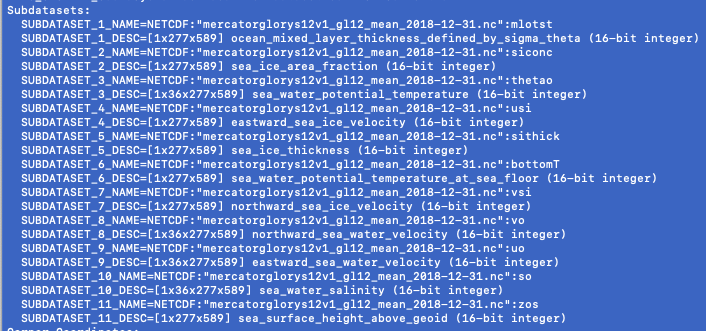 Subdatasets:
SUBDATASET_1_NAME=NETCDF:"mercatorglorys12v1_gl12_mean_2018-12-31.nc":mlotst
SUBDATASET_1_DESC=[1x277x589] ocean_mixed_layer_thickness_defined_by_sigma_theta (16-bit integer)
SUBDATASET_2_NAME=NETCDF:"mercatorglorys12v1_gl12_mean_2018-12-31.nc":siconc
SUBDATASET_2_DESC=[1x277x589] sea_ice_area_fraction (16-bit integer)
SUBDATASET_3_NAME=NETCDF:"mercatorglorys12v1_gl12_mean_2018-12-31.nc":thetao
SUBDATASET_3_DESC=[1x36x277x589] sea_water_potential_temperature (16-bit integer)
SUBDATASET_4_NAME=NETCDF:"mercatorglorys12v1_gl12_mean_2018-12-31.nc":usi
SUBDATASET_4_DESC=[1x277x589] eastward_sea_ice_velocity (16-bit integer)
SUBDATASET_5_NAME=NETCDF:"mercatorglorys12v1_gl12_mean_2018-12-31.nc":sithick
SUBDATASET_5_DESC=[1x277x589] sea_ice_thickness (16-bit integer)
SUBDATASET_6_NAME=NETCDF:"mercatorglorys12v1_gl12_mean_2018-12-31.nc":bottomT
SUBDATASET_6_DESC=[1x277x589] sea_water_potential_temperature_at_sea_floor (16-bit integer)
SUBDATASET_7_NAME=NETCDF:"mercatorglorys12v1_gl12_mean_2018-12-31.nc":vsi
SUBDATASET_7_DESC=[1x277x589] northward_sea_ice_velocity (16-bit integer)
SUBDATASET_8_NAME=NETCDF:"mercatorglorys12v1_gl12_mean_2018-12-31.nc":vo
SUBDATASET_8_DESC=[1x36x277x589] northward_sea_water_velocity (16-bit integer)
SUBDATASET_9_NAME=NETCDF:"mercatorglorys12v1_gl12_mean_2018-12-31.nc":uo
SUBDATASET_9_DESC=[1x36x277x589] eastward_sea_water_velocity (16-bit integer)
SUBDATASET_10_NAME=NETCDF:"mercatorglorys12v1_gl12_mean_2018-12-31.nc":so
SUBDATASET_10_DESC=[1x36x277x589] sea_water_salinity (16-bit integer)
SUBDATASET_11_NAME=NETCDF:"mercatorglorys12v1_gl12_mean_2018-12-31.nc":zos
SUBDATASET_11_DESC=[1x277x589] sea_surface_height_above_geoid (16-bit integer)